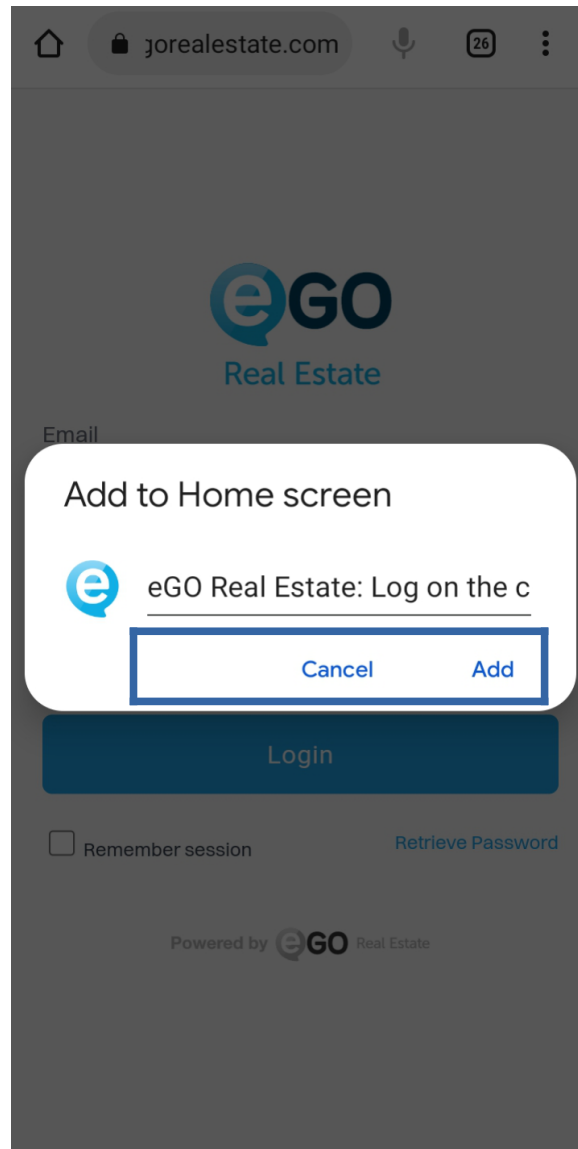 gorealestate.com
26
eGO
Real Estate
Email
Add to Home screen
e
eGO Real Estate: Log on the c
Cancel Add
Login
Remember session Retrieve Password
Powered by eGO Real Estate